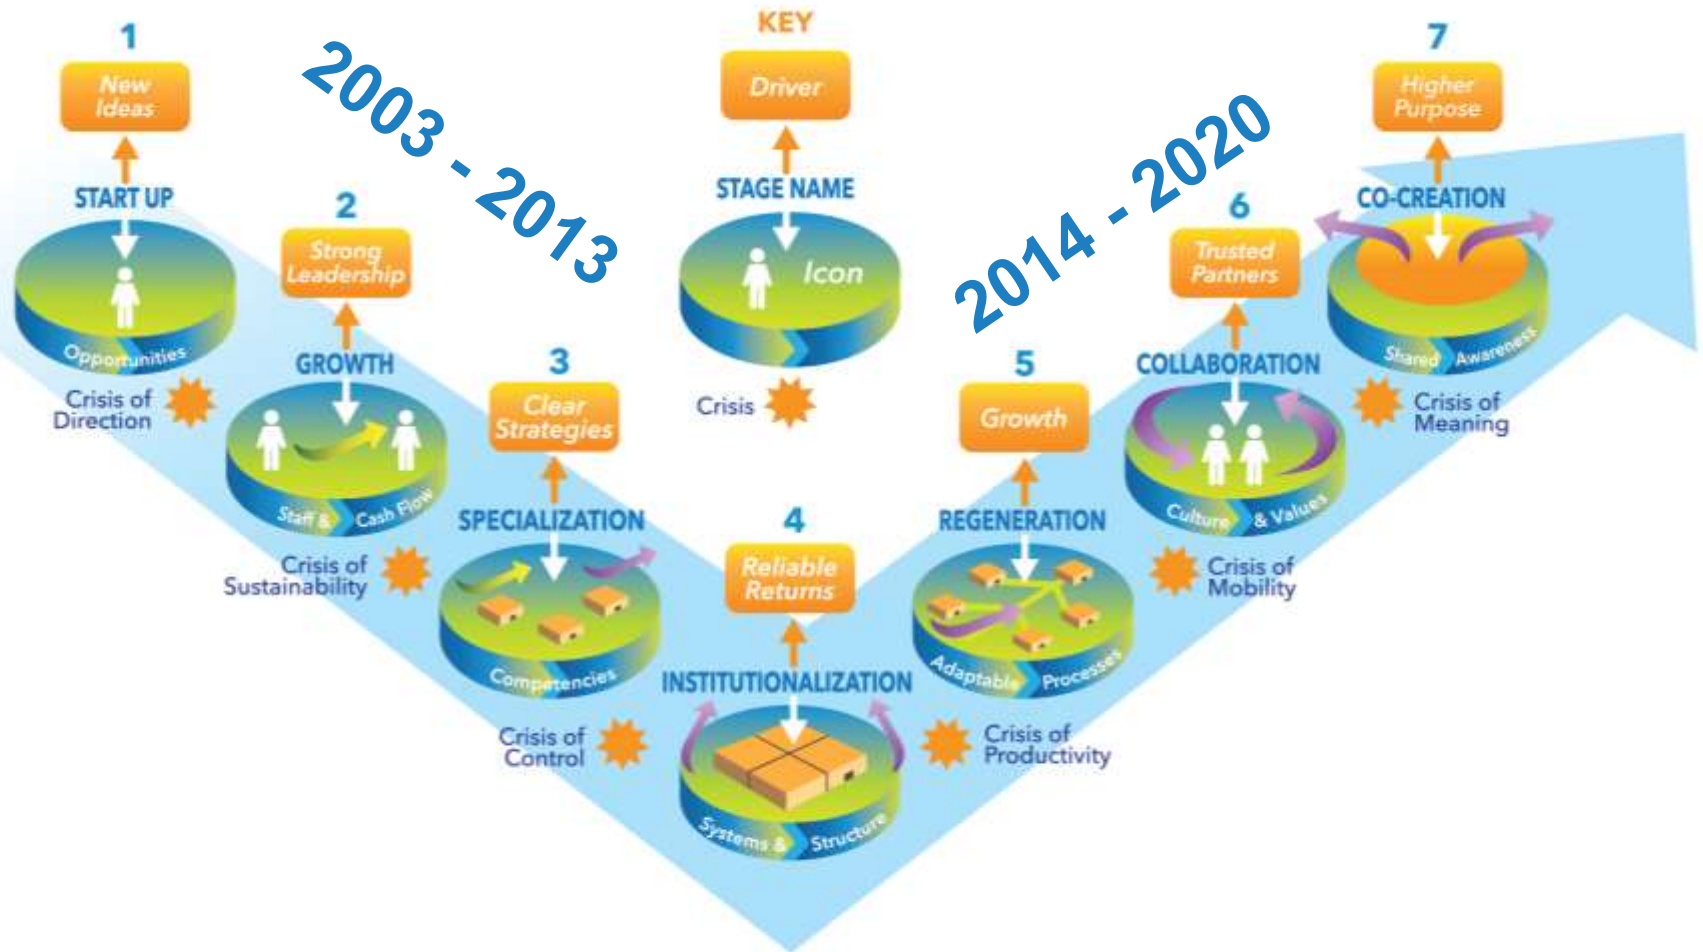 1
New
Ideas
START UP
Opportunities
Crisis of
Direction
2003 - 2013
2
Strong
Leadership
GROWTH
Staff & Cash Flow
Crisis of
Sustainability
3
Clear
Strategies
SPECIALIZATION
Competencies
Crisis of
Control
KEY
Driver
STAGE NAME
Icon
Crisis
4
Reliable
Returns
INSTITUTIONALIZATION
Systems & Structure
Crisis of
Productivity
2014 - 2020
5
Growth
REGENERATION
Adaptable Processes
Crisis of
Mobility
6
Trusted
Partners
COLLABORATION
Culture & Values
Crisis of
Meaning
7
Higher
Purpose
CO-CREATION
Shared Awareness